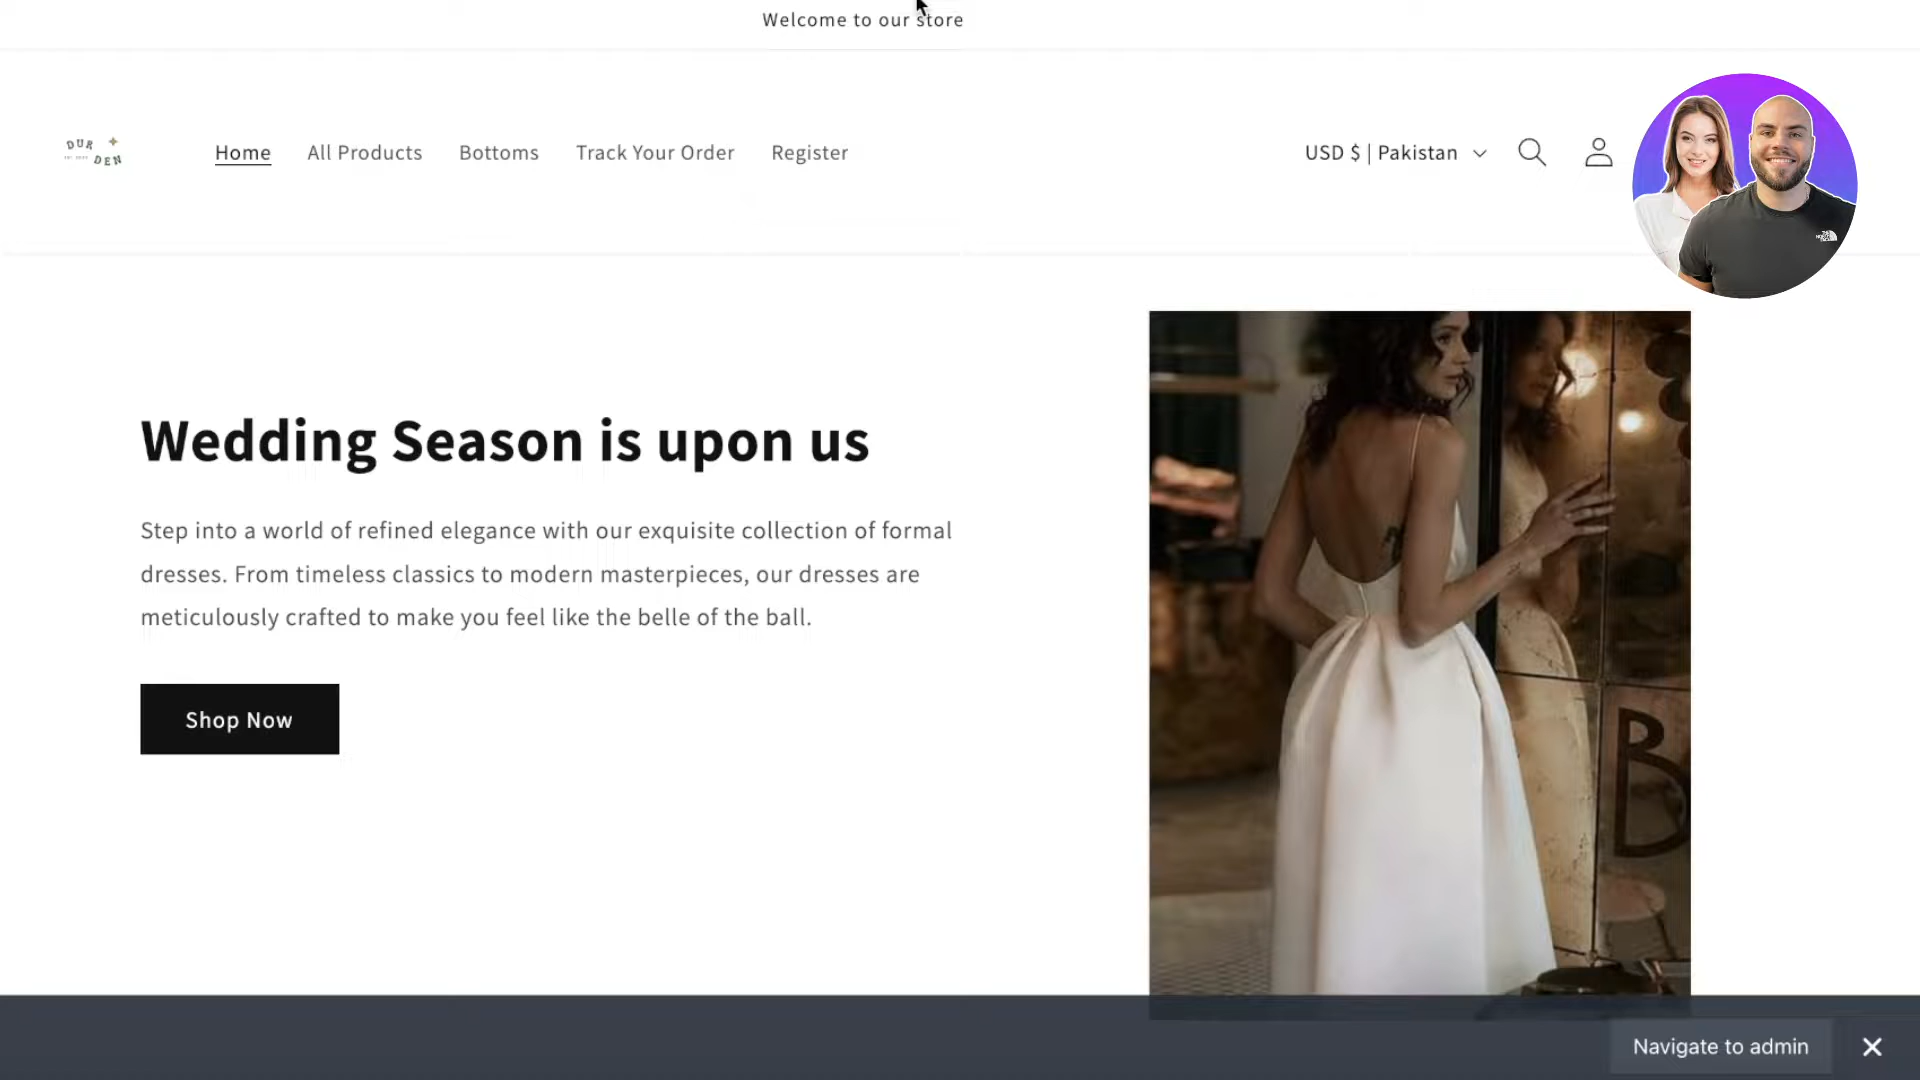 Welcome to our store
DUR
DEN
Home
All Products
Bottoms
Track Your Order
Register
USD $ | Pakistan
THE
NORTH
FACE
Wedding Season is upon us
Step into a world of refined elegance with our exquisite collection of formal
dresses. From timeless classics to modern masterpieces, our dresses are
meticulously crafted to make you feel like the belle of the ball.
Shop Now
B
Navigate to admin